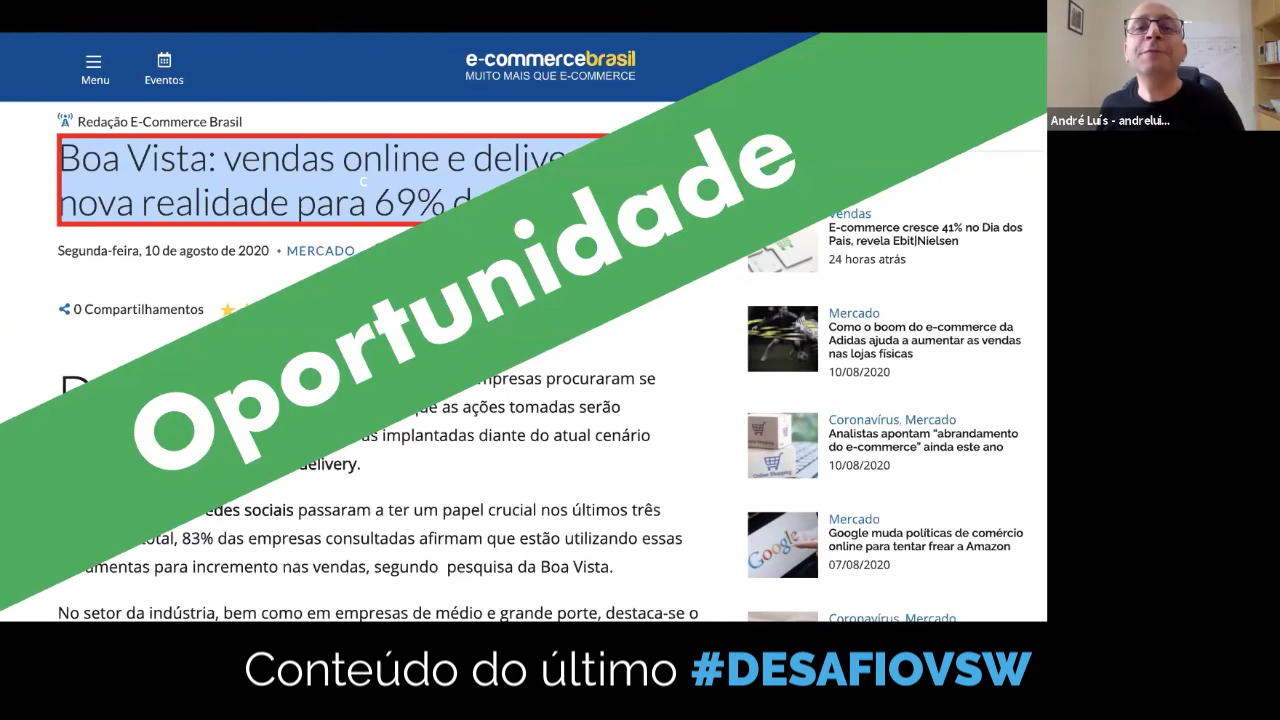 Menu
Eventos
e-commercebrasil
MUITO MAIS QUE E-COMMERCE
André Luís - andrelui...
Redação E-Commerce Brasil
Boa Vista: vendas online e
nova realidade para 69%
Segunda-feira, 10 de agosto de 2020 • MERCADO
0 Compartilhamentos
Oportunidade
empresas procuraram se
que as ações tomadas serão
implantadas diante do atual cenário
delivery.
redes sociais passaram a ter um papel crucial nos últimos três
total, 83% das empresas consultadas afirmam que estão utilizando essas
para incremento nas vendas, segundo pesquisa da Boa Vista.
No setor da indústria, bem como em empresas de médio e grande porte, destaca-se o
Vendas
E-commerce cresce 41% no Dia dos
Pais, revela Ebit|Nielsen
24 horas atrás
Mercado
Como o boom do e-commerce da
Adidas ajuda a aumentar as vendas
nas lojas físicas
10/08/2020
Coronavírus, Mercado
Analistas apontam “abrandamento
do e-commerce” ainda este ano
10/08/2020
Google
Mercado
Google muda políticas de comércio
online para tentar frear a Amazon
07/08/2020
Coronavírus, Mercado
Conteúdo do último #DESAFIOVSW